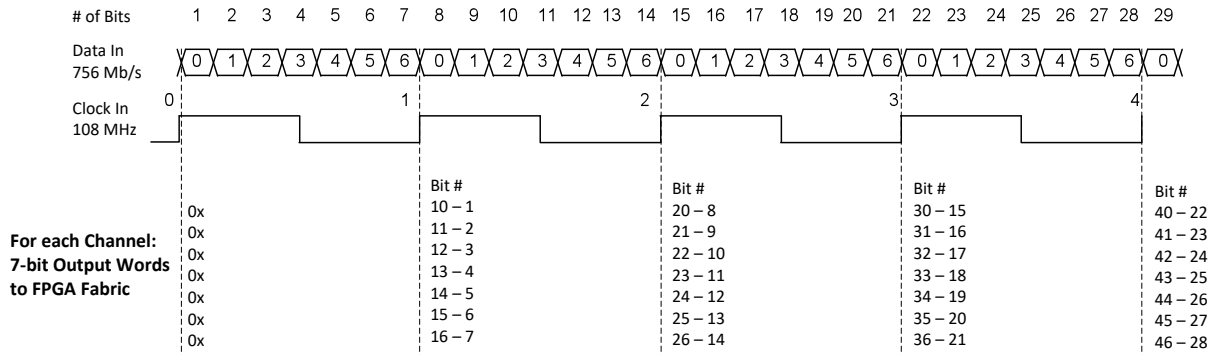 # of Bits 1 2 3 4 5 6 7 8 9 10 11 12 13 14 15 16 17 18 19 20 21 22 23 24 25 26 27 28 29
Data In
756 Mb/s
0 1 2 3 4 5 6 0 1 2 3 4 5 6 0 1 2 3 4 5 6 0 1 2 3 4 5 6 0
0 1 2 3 4
Clock In
108 MHz
For each Channel:
7-bit Output Words
to FPGA Fabric
0x
0x
0x
0x
0x
0x
0x
Bit #
10 – 1
11 – 2
12 – 3
13 – 4
14 – 5
15 – 6
16 – 7
Bit #
20 – 8
21 – 9
22 – 10
23 – 11
24 – 12
25 – 13
26 – 14
Bit #
30 – 15
31 – 16
32 – 17
33 – 18
34 – 19
35 – 20
36 – 21
Bit #
40 – 22
41 – 23
42 – 24
43 – 25
44 – 26
45 – 27
46 – 28